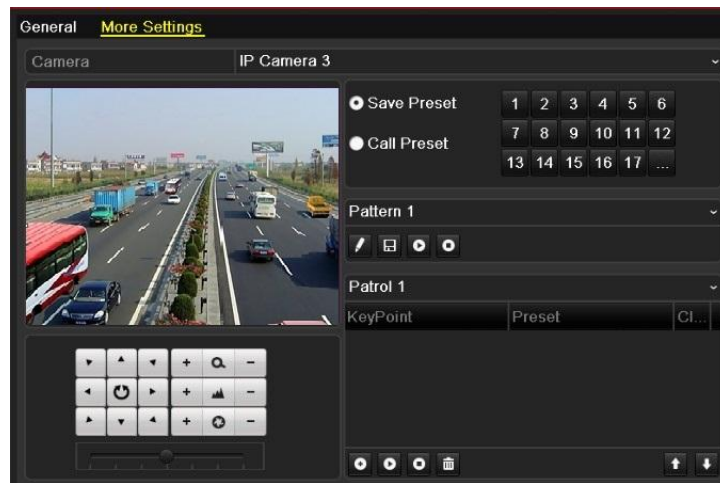 General More Settings
Camera IP Camera 3
Save Preset 1 2 3 4 5 6
Call Preset 7 8 9 10 11 12
13 14 15 16 17 ...
Pattern 1
Patrol 1
KeyPoint Preset Cl...